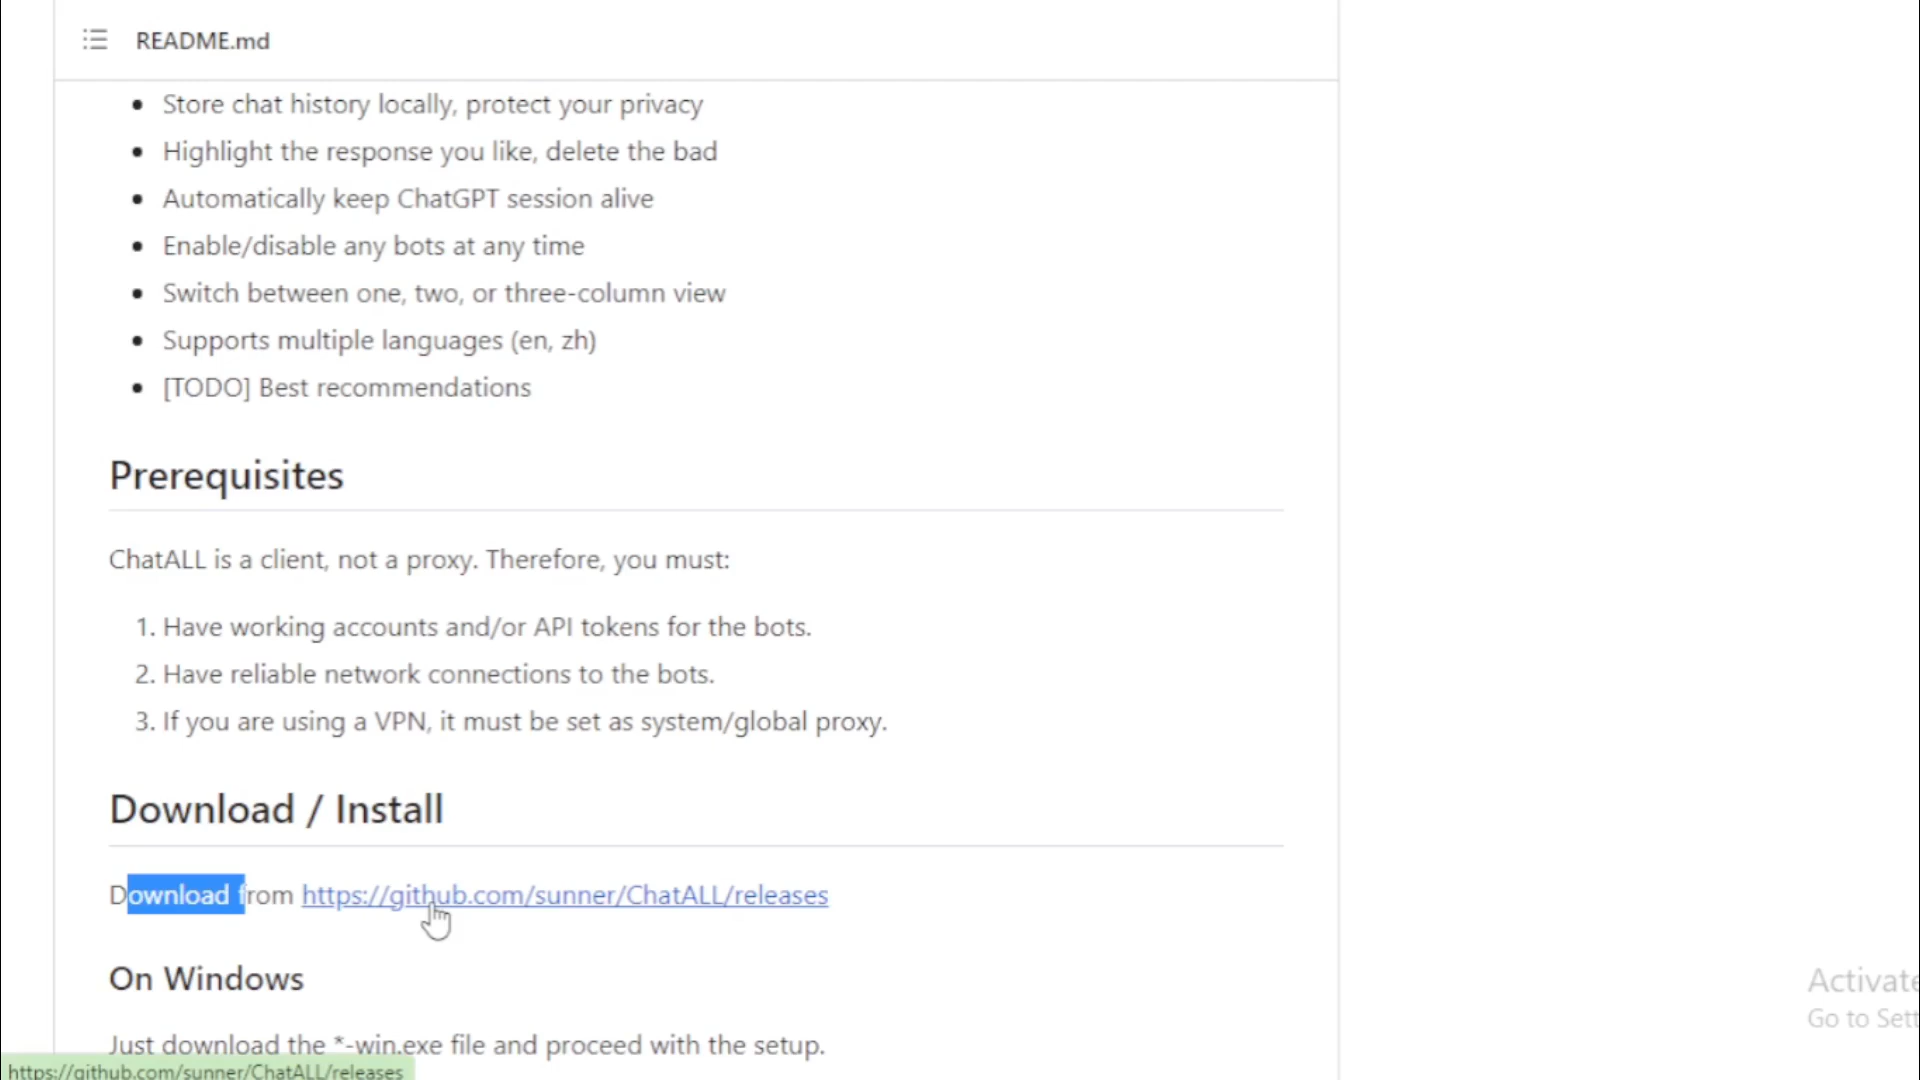 README.md
Store chat history locally, protect your privacy
Highlight the response you like, delete the bad
Automatically keep ChatGPT session alive
Enable/disable any bots at any time
Switch between one, two, or three-column view
Supports multiple languages (en, zh)
[TODO] Best recommendations
Prerequisites
ChatALL is a client, not a proxy. Therefore, you must:
1. Have working accounts and/or API tokens for the bots.
2. Have reliable network connections to the bots.
3. If you are using a VPN, it must be set as system/global proxy.
Download / Install
Download from https://github.com/sunner/ChatALL/releases
On Windows
Activate
Go to Sett
Just download the *-win.exe file and proceed with the setup.
https://github.com/sunner/ChatALL/releases